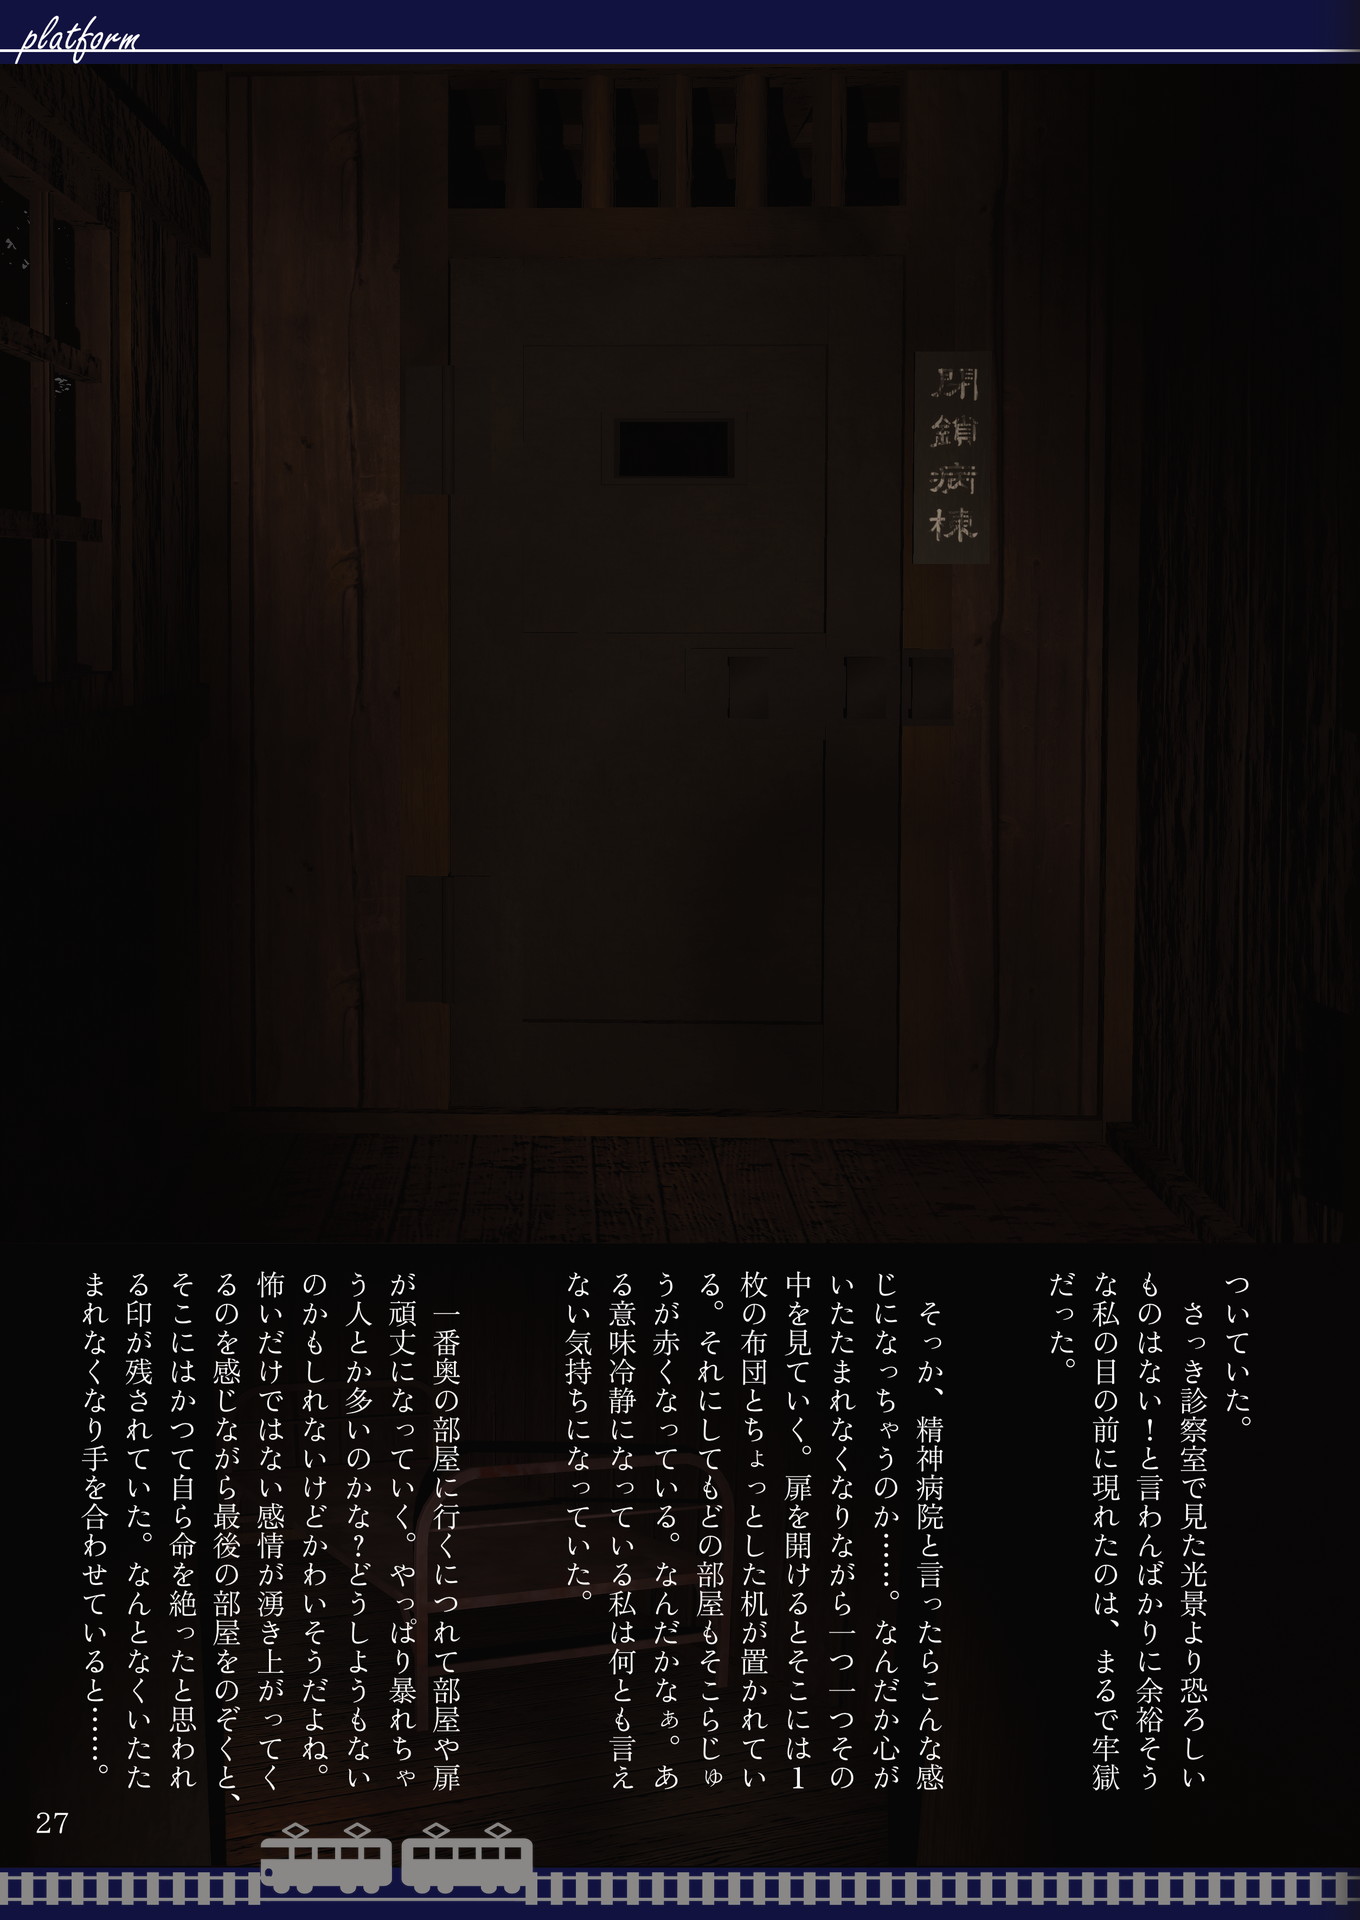 platform
閉鎖病棟
ついていた。
さっき診察室で見た光景より恐ろしい
ものはない！と言わんばかりに余裕そう
な私の目の前に現れたのは、まるで牢獄
だった。
そっか、精神病院と言ったらこんな感
じになっちゃうのか……。なんだか心が
いたたまれなくなりながら一つ一つその
中を見ていく。扉を開けるとそこには1
枚の布団とちょっとした机が置かれてい
る。それにしてもどの部屋もそこらじゅ
うが赤くなっている。なんだかなぁ。あ
る意味冷静になっている私は何とも言え
ない気持ちになっていた。
一番奥の部屋に行くにつれて部屋や扉
が頑丈になっていく。やっぱり暴れちゃ
う人とか多いのかな？どうしようもない
のかもしれないけどかわいそうだよね。
怖いだけではない感情が湧き上がってく
るのを感じながら最後の部屋をのぞくと、
そこにはかつて自ら命を絶ったと思われ
る印が残されていた。なんとなくいたた
まれなくなり手を合わせていると……。
27